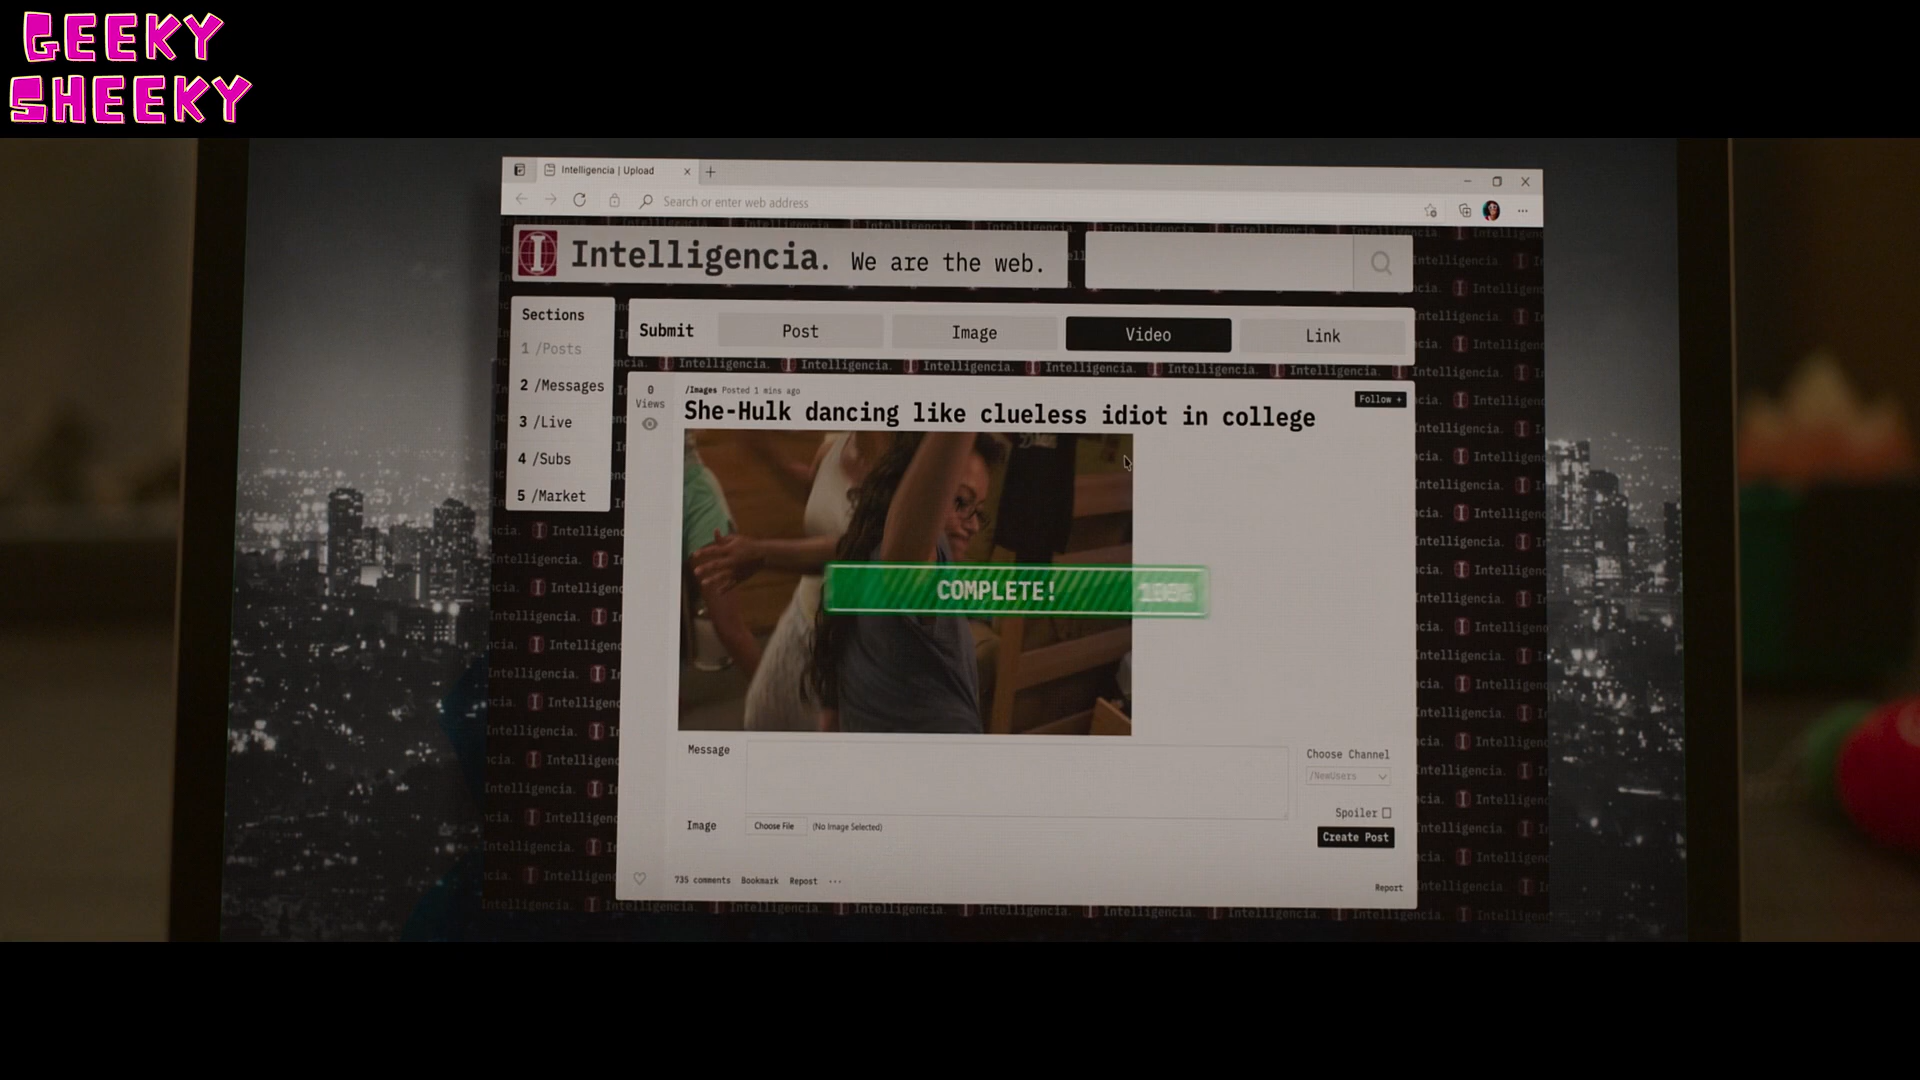 GEEKY
SHEEKY
Intelligencia | Upload
Search or enter web address
Intelligencia. We are the web.
Sections
1 /Posts
2 /Messages
3 /Live
4 /Subs
5 /Market
Submit Post Image Video Link
0
Views
/Images Posted 1 mins ago
Follow +
She-Hulk dancing like clueless idiot in college
COMPLETE! 100%
Message
Choose Channel
/NewUsers
Spoiler
Image Choose File (No Image Selected)
Create Post
735 comments Bookmark Repost ...
Report